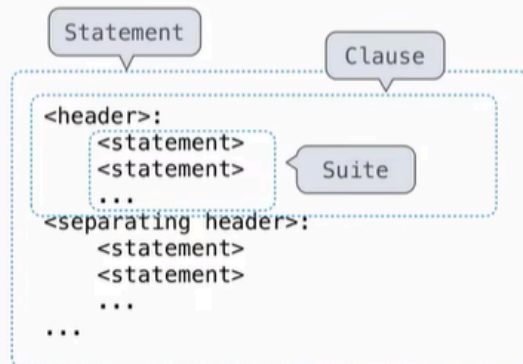 Statement
Clause
<header>:
<statement>
<statement>
...
Suite
<separating header>:
<statement>
<statement>
...
...